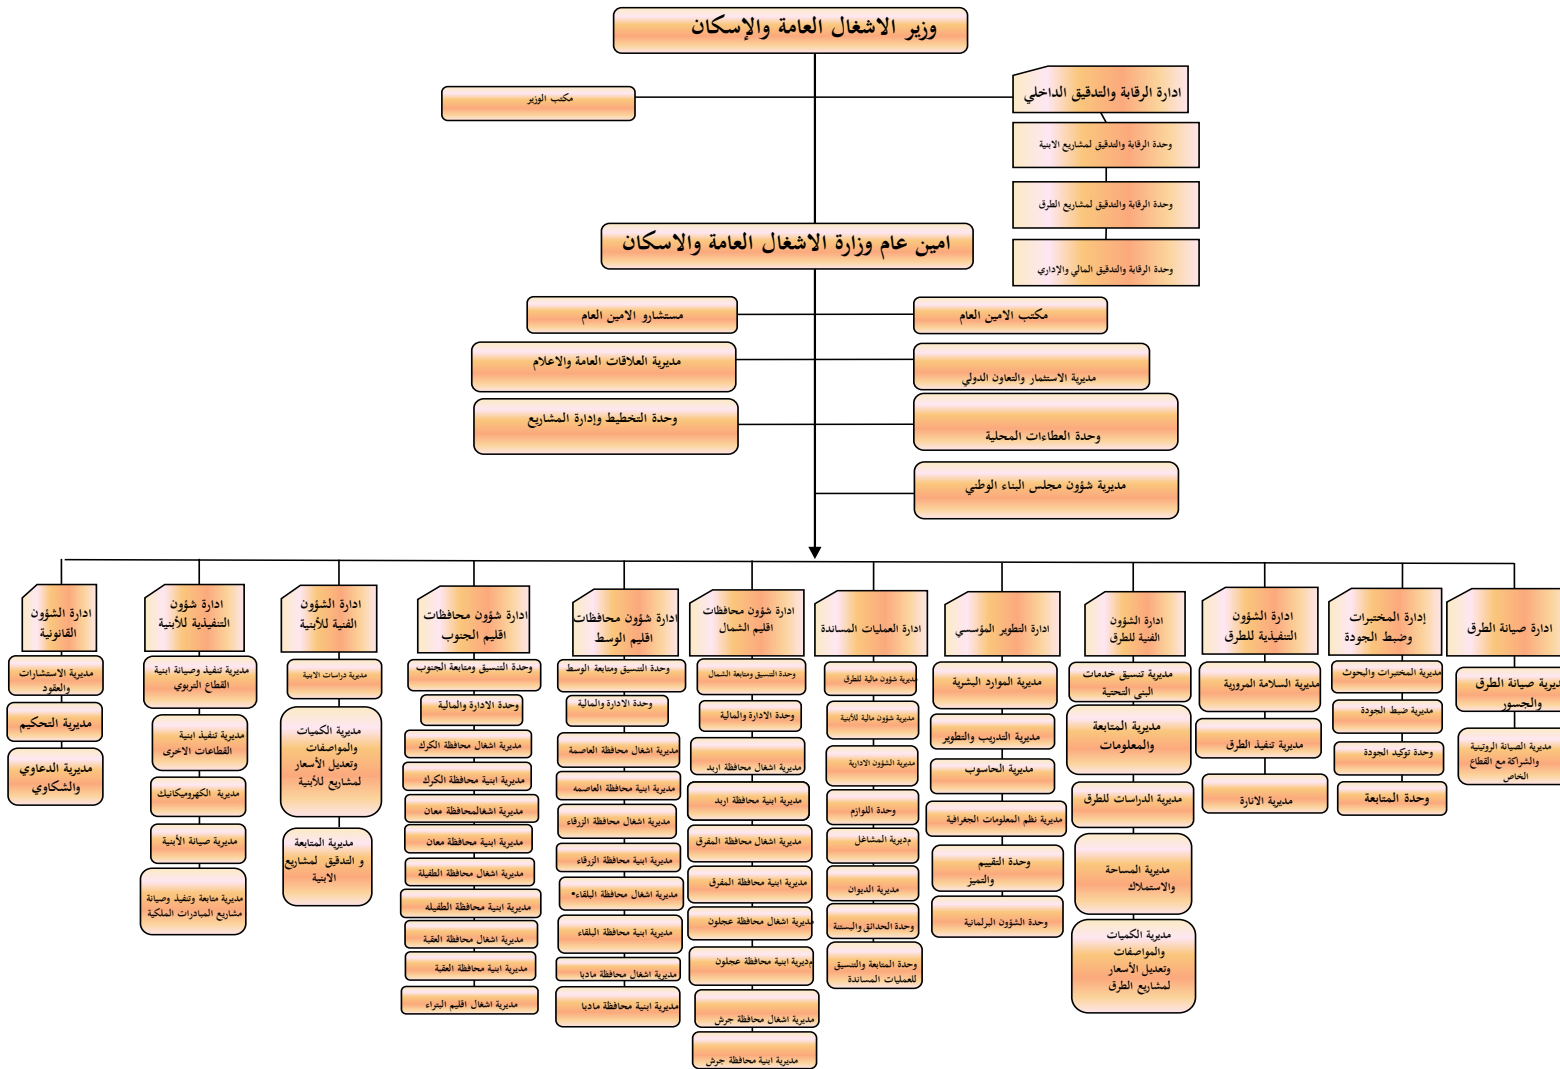 وزير الاشغال العامة والإسكان
ادارة الرقابة والتدقيق الداخلي
مكتب الوزير
وحدة الرقابة والتدقيق لمشاريع الابنية
وحدة الرقابة والتدقيق لمشاريع الطرق
وحدة الرقابة والتدقيق المالي والإداري
امين عام وزارة الاشغال العامة والاسكان
مكتب الامين العام
مستشارو الامين العام
مديرية الاستثمار والتعاون الدولي
مديرية العلاقات العامة والاعلام
وحدة العطاءات المحلية
وحدة التخطيط وإدارة المشاريع
مديرية شؤون مجلس البناء الوطني
ادارة صيانة الطرق
مديرية صيانة الطرق
والجسور
مديرية الصيانة الروتينية
والشراكة مع القطاع
الخاص
إدارة المختبرات
وضبط الجودة
مديرية المختبرات والبحوث
مديرية ضبط الجودة
وحدة توكيد الجودة
وحدة المتابعة
ادارة الشؤون
التنفيذية للطرق
مديرية السلامة المرورية
مديرية تنفيذ الطرق
مديرية الانارة
ادارة الشؤون
الفنية للطرق
مديرية تنسيق خدمات
البنى التحتية
مديرية المتابعة
والمعلومات
مديرية الدراسات للطرق
مديرية المساحة
والاستملاك
مديرية الكميات
والمواصفات
وتعديل الأسعار
لمشاريع الطرق
ادارة التطوير المؤسسي
مديرية الموارد البشرية
مديرية التدريب والتطوير
مديرية الحاسوب
مديرية نظم المعلومات الجغرافية
وحدة التقييم
والتميز
وحدة الشؤون البرلمانية
ادارة العمليات المساندة
مديرية شؤون مالية للطرق
مديرية شؤون مالية للأبنية
مديرية الشؤون الادارية
وحدة اللوازم
مديرية المشاغل
مديرية الديوان
وحدة الحدائق والبستنة
وحدة المتابعة والتنسيق
للعمليات المساندة
ادارة شؤون محافظات
اقليم الشمال
وحدة التنسيق ومتابعة الشمال
وحدة الادارة والمالية
مديرية اشغال محافظة اربد
مديرية ابنية محافظة اربد
مديرية اشغال محافظة المفرق
مديرية ابنية محافظة المفرق
مديرية اشغال محافظة عجلون
مديرية ابنية محافظة عجلون
مديرية اشغال محافظة جرش
مديرية ابنية محافظة جرش
ادارة شؤون محافظات
اقليم الوسط
وحدة التنسيق ومتابعة الوسط
وحدة الادارة والمالية
مديرية اشغال محافظة العاصمة
مديرية ابنية محافظة العاصمه
مديرية اشغال محافظة الزرقاء
مديرية ابنية محافظة الزرقاء
مديرية اشغال محافظة البلقاء•
مديرية ابنية محافظة البلقاء
مديرية اشغال محافظة مادبا
مديرية ابنية محافظة مادبا
ادارة شؤون محافظات
اقليم الجنوب
وحدة التنسيق ومتابعة الجنوب
وحدة الادارة والمالية
مديرية اشغال محافظة الكرك
مديرية ابنية محافظة الكرك
مديرية اشغالمحافظة معان
مديرية ابنية محافظة معان
مديرية اشغال محافظة الطفيلة
مديرية ابنية محافظة الطفيله
مديرية اشغال محافظة العقبة
مديرية ابنية محافظة العقبة
مديرية اشغال اقليم البتراء
ادارة الشؤون
الفنية للأبنية
مديرية دراسات الابنية
مديرية الكميات
والمواصفات
وتعديل الأسعار
لمشاريع للأبنية
مديرية المتابعة
و التدقيق لمشاريع
الابنية
ادارة شؤون
التنفيذية للأبنية
مديرية تنفيذ وصيانة ابنية
القطاع التربوي
مديرية تنفيذ ابنية
القطاعات الاخرى
مديرية الكهروميكانيك
مديرية صيانة الأبنية
مديرية متابعة وتنفيذ وصيانة
مشاريع المبادرات الملكية
ادارة الشؤون
القانونية
مديرية الاستشارات
والعقود
مديرية التحكيم
مديرية الدعاوي
والشكاوي